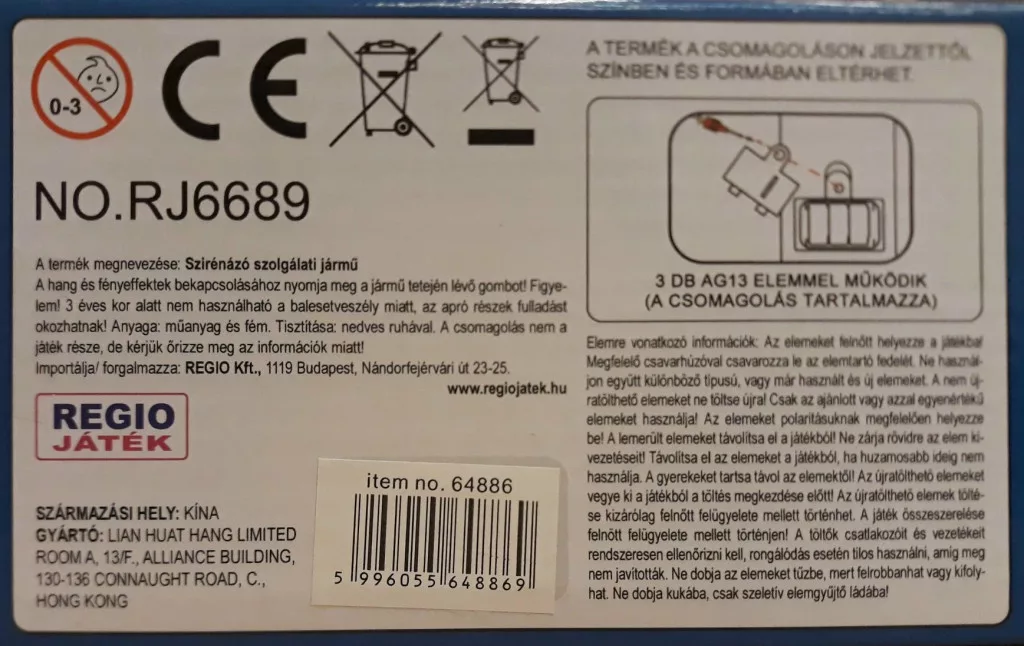 0-3
CE
NO.RJ6689
A termék megnevezése: Szirénázó szolgálati jármű
A hang és fényeffektek bekapcsolásához nyomja meg a jármű tetején lévő gombot! Figye-
lem! 3 éves kor alatt nem használható a balesetveszély miatt, az apró részek fulladást
okozhatnak! Anyaga: műanyag és fém. Tisztítása: nedves ruhával. A csomagolás nem a
játék része, de kérjük őrizze meg az információk miatt!
Importálja/ forgalmazza: REGIO Kft., 1119 Budapest, Nándorfejérvári út 23-25.
www.regiojatek.hu
REGIO
JÁTÉK
SZÁRMAZÁSI HELY: KÍNA
GYÁRTÓ: LIAN HUAT HANG LIMITED
ROOM A, 13/F., ALLIANCE BUILDING,
130-136 CONNAUGHT ROAD, C.,
HONG KONG
item no. 64886
5 996055 648869
A TERMÉK A CSOMAGOLÁSON JELZETTŐL
SZÍNBEN ÉS FORMÁBAN ELTÉRHET.
3 DB AG13 ELEMMEL MŰKÖDIK
(A CSOMAGOLÁS TARTALMAZZA)
Elemre vonatkozó információk: Az elemeket felnőtt helyezze a játékba!
Megfelelő csavarhúzóval csavarozza le az elemtartó fedelét. Ne használ-
jon együtt különböző tipusú, vagy már használt és új elemeket. A nem új-
ratölthető elemeket ne töltse újra! Csak az ajánlott vagy azzal egyenértékű
elemeket használja! Az elemeket polaritásuknak megfelelően helyezze
be! A lemerült elemeket távolítsa el a játékból! Ne zárja rövidre az elem ki-
vezetéseit! Távolítsa el az elemeket a játékból, ha huzamosabb ideig nem
használja. A gyerekeket tartsa távol az elemektől! Az újratölthető elemeket
vegye ki a játékból a töltés megkezdése előtt! Az újratölthető elemek tölté-
se kizárólag felnőtt felügyelete mellett történhet. A játék összeszerelése
felnőtt felügyelete mellett történjen! A töltők csatlakozóit és vezetékeit
rendszeresen ellenőrizni kell, rongálódás esetén tilos használni, amíg meg
nem javították. Ne dobja az elemeket tűzbe, mert felrobbanhat vagy kifoly-
hat. Ne dobja kukába, csak szeletív elemgyűjtő ládába!